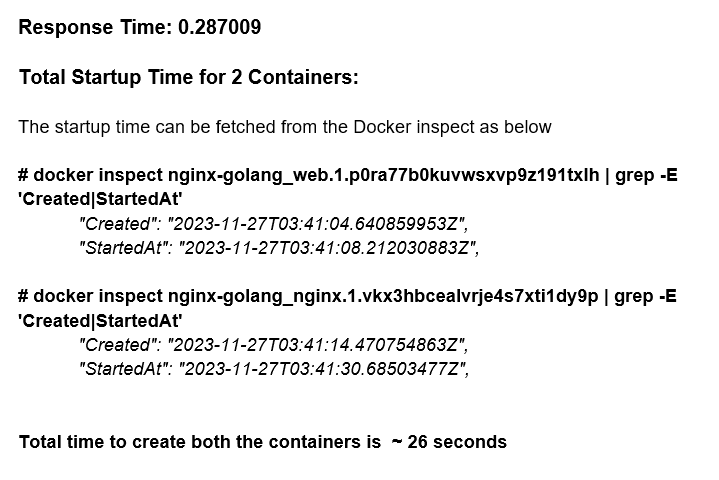 Response Time: 0.287009
Total Startup Time for 2 Containers:
The startup time can be fetched from the Docker inspect as below
# docker inspect nginx-golang_web.1.p0ra77b0kuvwsxvp9z191txlh | grep -E
'Created|StartedAt'
"Created": "2023-11-27T03:41:04.640859953Z",
"StartedAt": "2023-11-27T03:41:08.212030883Z",
# docker inspect nginx-golang_nginx.1.vkx3hbcealvrje4s7xti1dy9p | grep -E
'Created|StartedAt'
"Created": "2023-11-27T03:41:14.470754863Z",
"StartedAt": "2023-11-27T03:41:30.68503477Z",
Total time to create both the containers is ~ 26 seconds